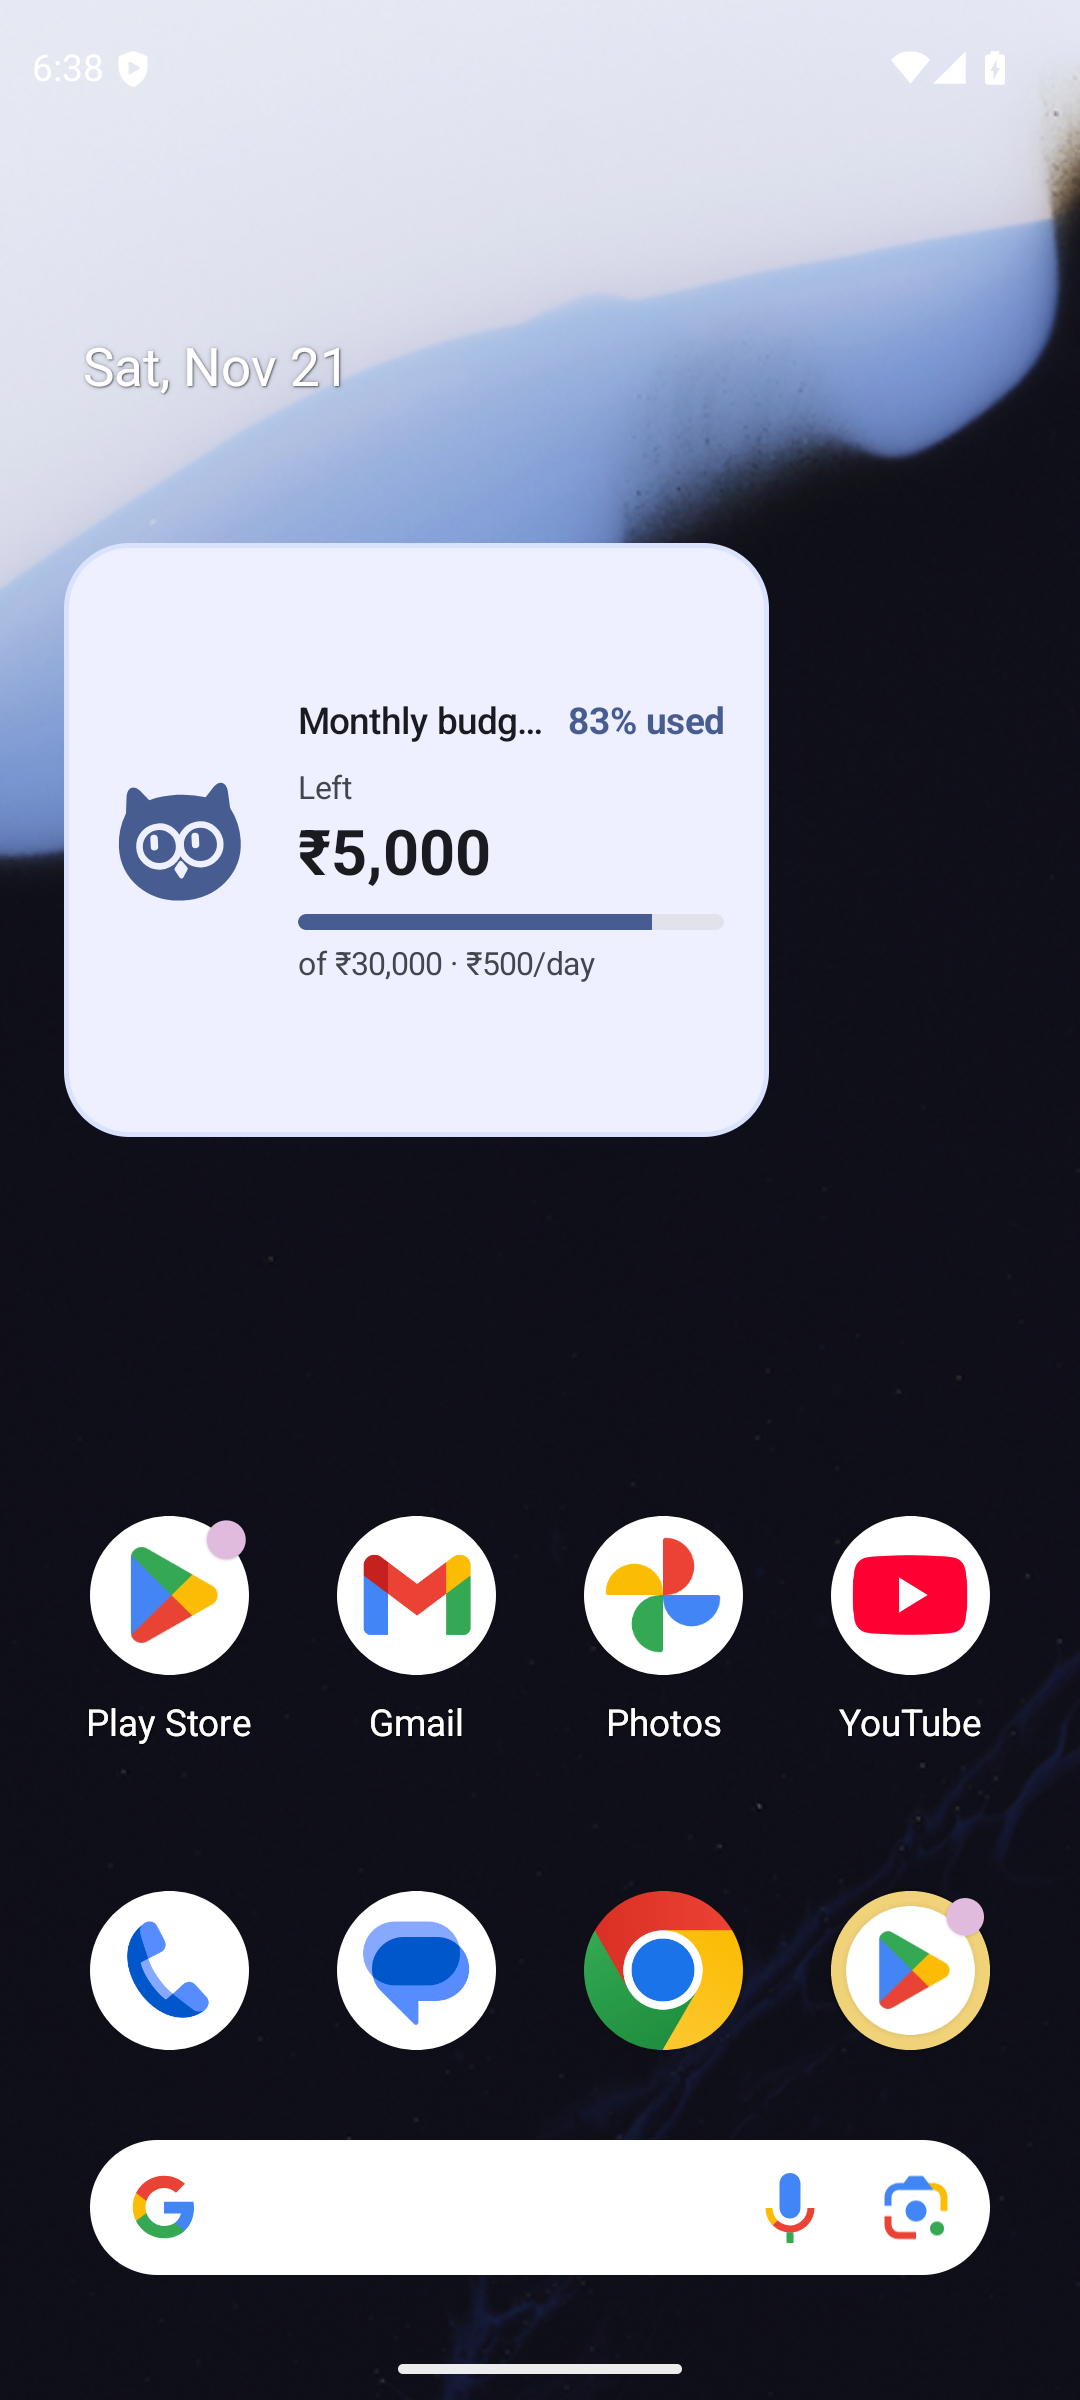 6:38
Sat, Nov 21
Monthly budg... 83% used
Left
₹5,000
of ₹30,000 · ₹500/day
Play Store Gmail Photos YouTube